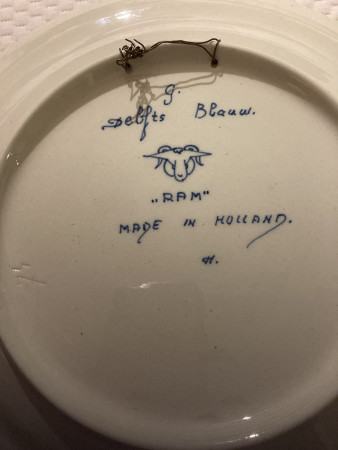 g.
Delfts Blauw.
„RAM"
MADE IN HOLLAND.
H.